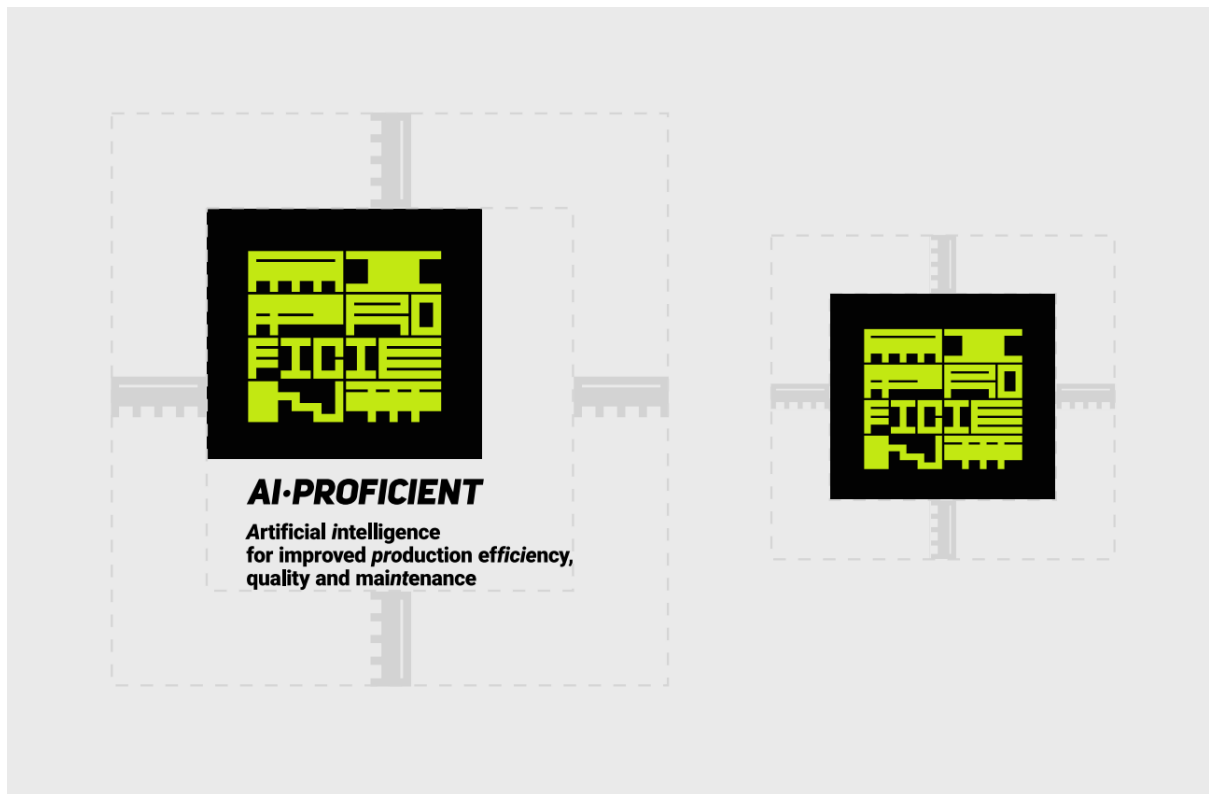 AI·PROFICIENT
Artificial intelligence
for improved production efficiency,
quality and maintenance